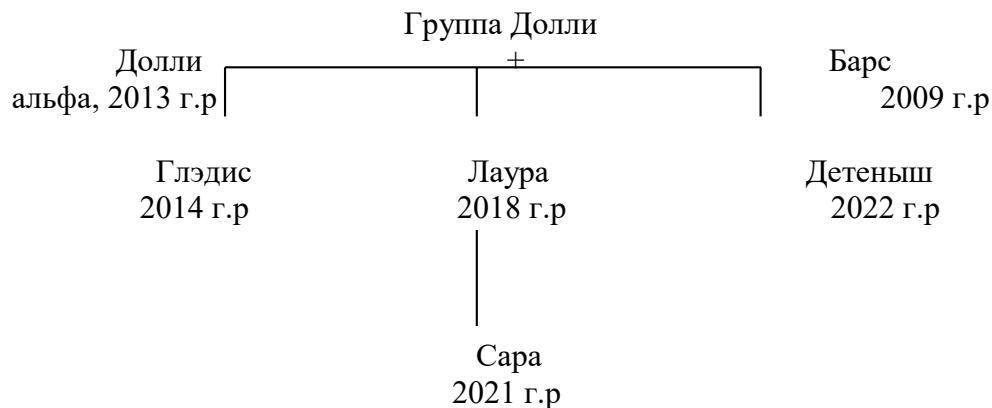 Группа Долли
Долли + Барс
альфа, 2013 г.р 2009 г.р
Глэдис Лаура Детеныш
2014 г.р 2018 г.р 2022 г.р
Сара
2021 г.р